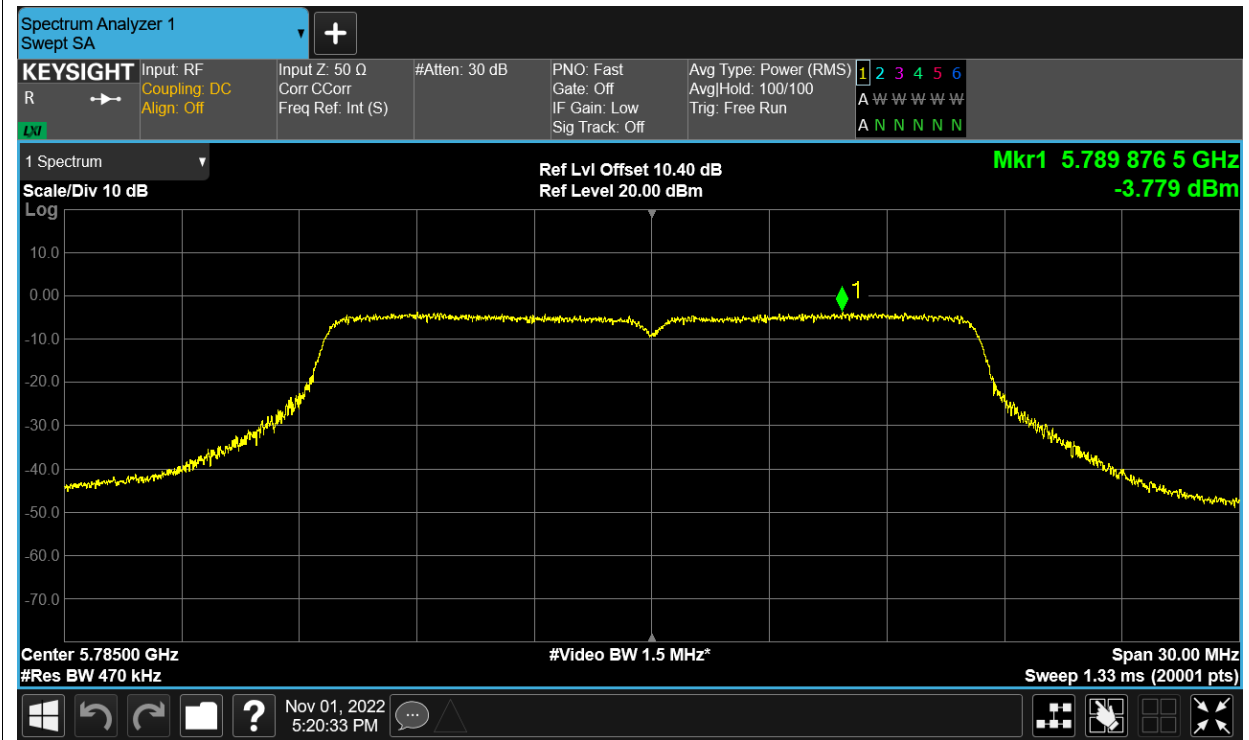 Spectrum Analyzer 1
Swept SA
+
KEYSIGHT
R
LXI
Input: RF
Coupling: DC
Align: Off
Input Z: 50 Ω
Corr CCorr
Freq Ref: Int (S)
#Atten: 30 dB
PNO: Fast
Gate: Off
IF Gain: Low
Sig Track: Off
Avg Type: Power (RMS)
Avg|Hold: 100/100
Trig: Free Run
1 2 3 4 5 6
A W W W W W
A N N N N N
1 Spectrum
Scale/Div 10 dB
Log
Ref Lvl Offset 10.40 dB
Ref Level 20.00 dBm
Mkr1 5.789 876 5 GHz
-3.779 dBm
10.0
0.00
-10.0
-20.0
-30.0
-40.0
-50.0
-60.0
-70.0
1
Center 5.78500 GHz
#Res BW 470 kHz
#Video BW 1.5 MHz*
Span 30.00 MHz
Sweep 1.33 ms (20001 pts)
?
Nov 01, 2022
5:20:33 PM